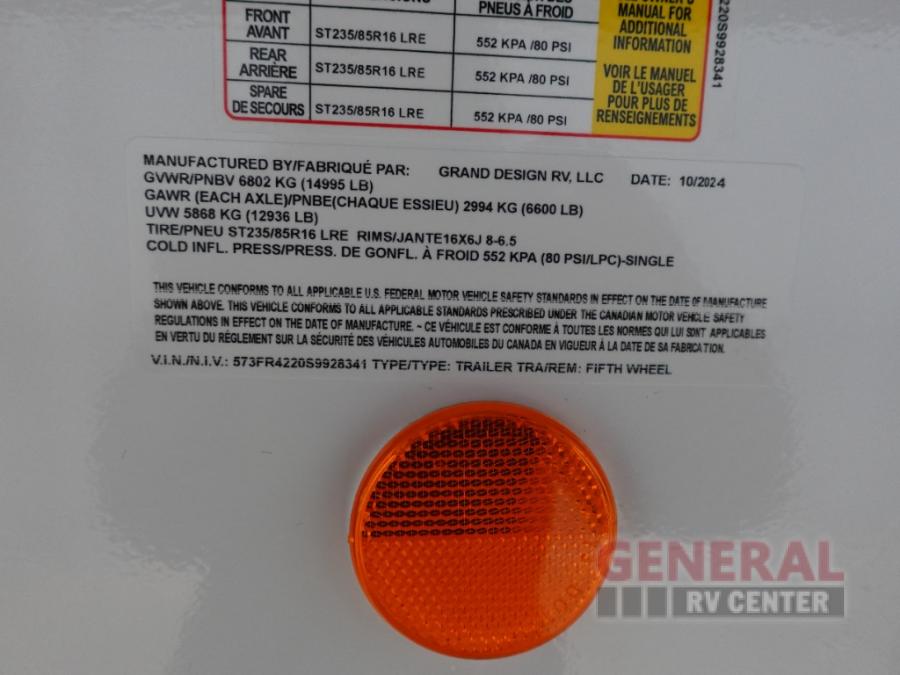 PNEUS À FROID
FRONT
AVANT
ST235/85R16 LRE
552 KPA /80 PSI
REAR
ARRIÈRE
ST235/85R16 LRE
552 KPA /80 PSI
SPARE
DE SECOURS
ST235/85R16 LRE
552 KPA /80 PSI
MANUAL FOR
ADDITIONAL
INFORMATION
VOIR LE MANUEL
DE L'USAGER
POUR PLUS DE
RENSEIGNEMENTS
220S9928341
MANUFACTURED BY/FABRIQUÉ PAR: GRAND DESIGN RV, LLC DATE: 10/2024
GVWR/PNBV 6802 KG (14995 LB)
GAWR (EACH AXLE)/PNBE(CHAQUE ESSIEU) 2994 KG (6600 LB)
UVW 5868 KG (12936 LB)
TIRE/PNEU ST235/85R16 LRE RIMS/JANTE16X6J 8-6.5
COLD INFL. PRESS/PRESS. DE GONFL. À FROID 552 KPA (80 PSI/LPC)-SINGLE
THIS VEHICLE CONFORMS TO ALL APPLICABLE U.S. FEDERAL MOTOR VEHICLE SAFETY STANDARDS IN EFFECT ON THE DATE OF MANUFACTURE
SHOWN ABOVE. THIS VEHICLE CONFORMS TO ALL APPLICABLE STANDARDS PRESCRIBED UNDER THE CANADIAN MOTOR VEHICLE SAFETY
REGULATIONS IN EFFECT ON THE DATE OF MANUFACTURE. ~ CE VÉHICULE EST CONFORME À TOUTES LES NORMES QUI LUI SONT APPLICABLES
EN VERTU DU RÉGLEMENT SUR LA SÉCURITÉ DES VÉHICULES AUTOMOBILES DU CANADA EN VIGUEUR À LA DATE DE SA FABRICATION.
V.I.N./N.I.V.: 573FR4220S9928341 TYPE/TYPE: TRAILER TRA/REM: FIFTH WHEEL
GENERAL
RV CENTER